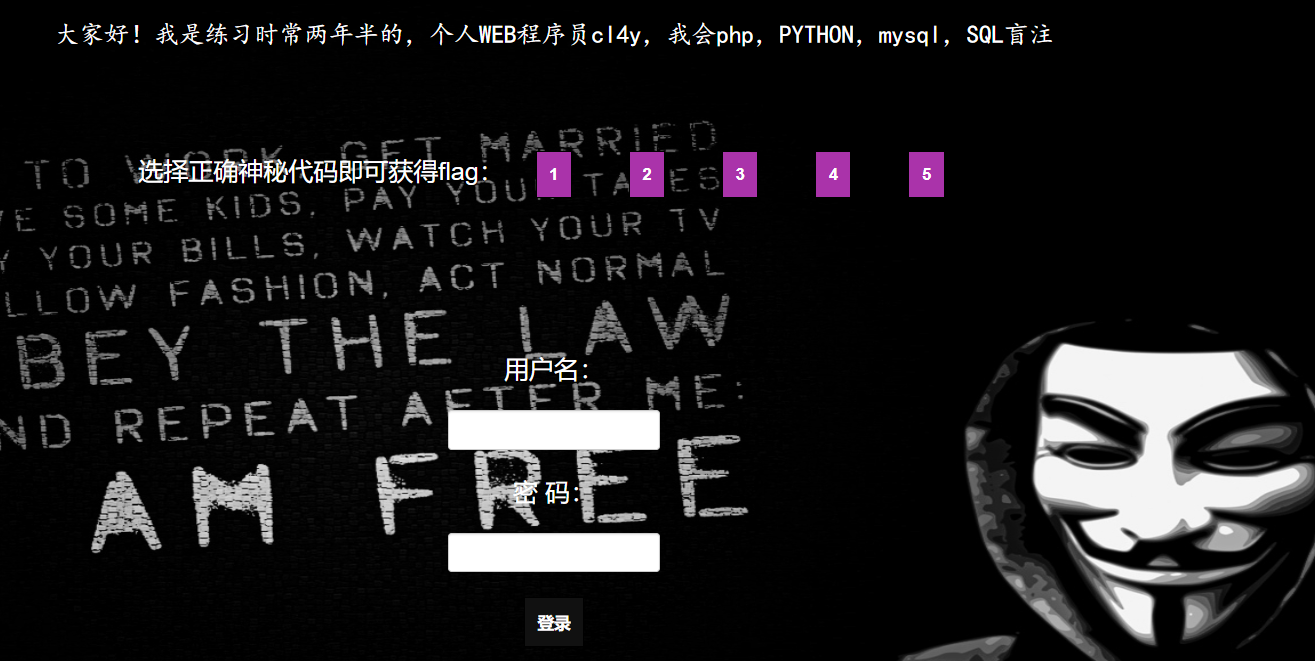 大家好！我是练习时常两年半的，个人WEB程序员cl4y，我会php，PYTHON，mysql，SQL盲注
TO WORK, GET MARRIED
选择正确神秘代码即可获得flag： 1 2 3 4 5
VE SOME KIDS, PAY YOUR TAXES
Y YOUR BILLS, WATCH YOUR TV
LLOW FASHION, ACT NORMAL
BEY THE LAW
用户名：
ND REPEAT AFTER ME:
AM FREE
密 码：
登录